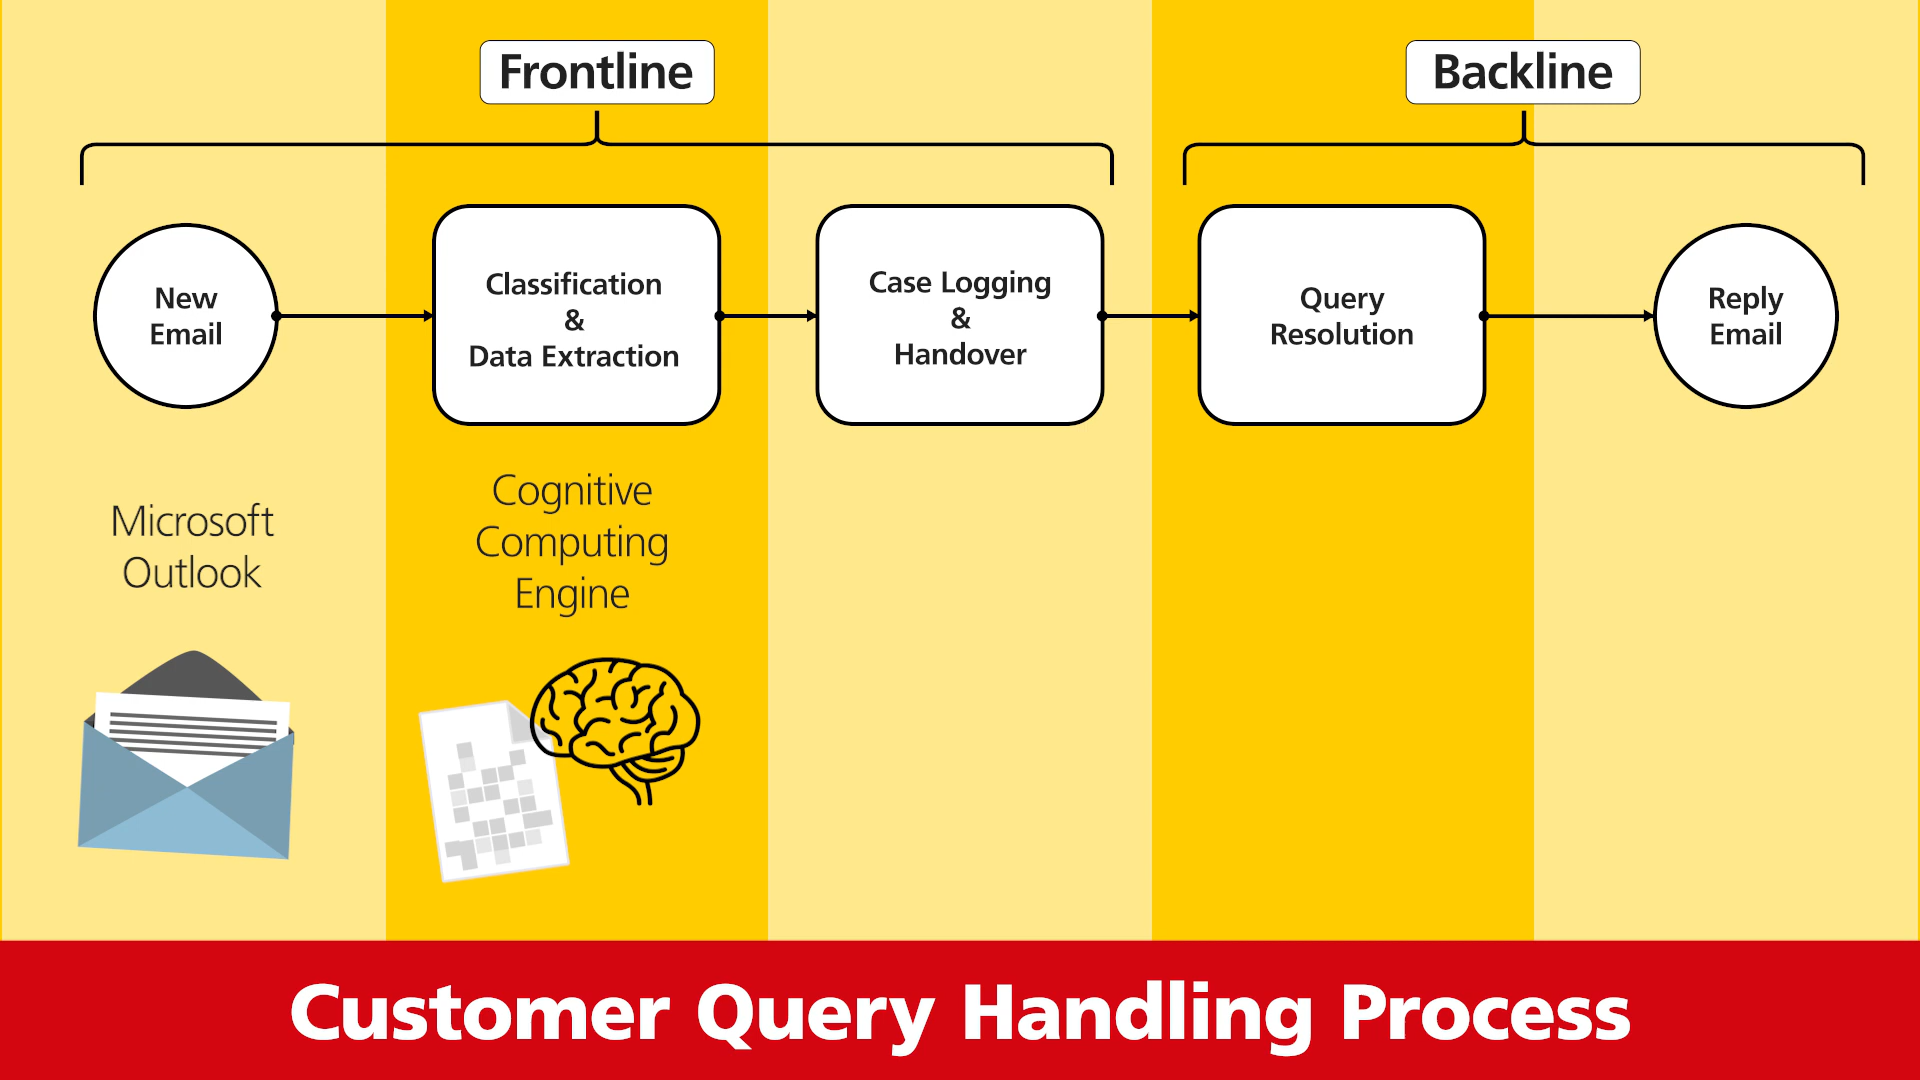 Frontline
Backline
New
Email
Classification
&
Data Extraction
Case Logging
&
Handover
Query
Resolution
Reply
Email
Microsoft
Outlook
Cognitive
Computing
Engine
Customer Query Handling Process